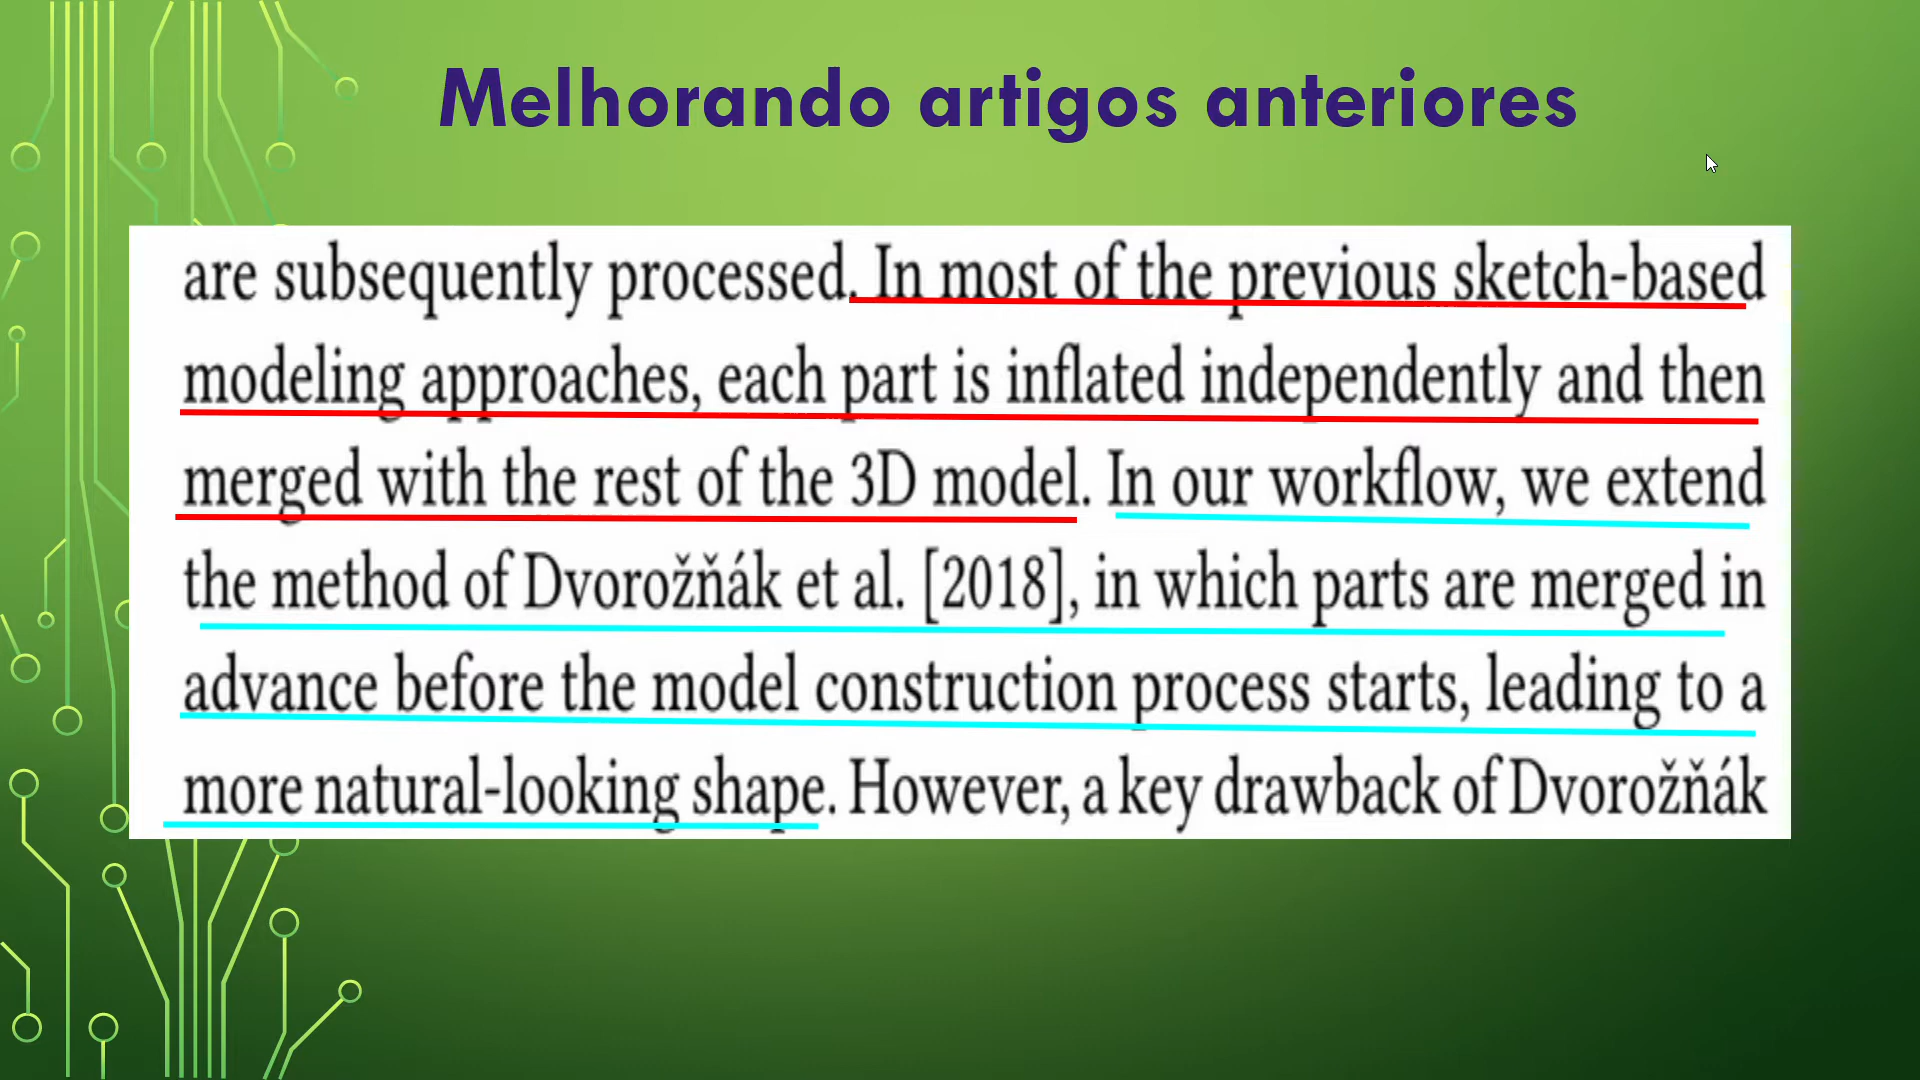 Melhorando artigos anteriores
are subsequently processed. In most of the previous sketch-based
modeling approaches, each part is inflated independently and then
merged with the rest of the 3D model. In our workflow, we extend
the method of Dvorožňák et al. [2018], in which parts are merged in
advance before the model construction process starts, leading to a
more natural-looking shape. However, a key drawback of Dvorožňák